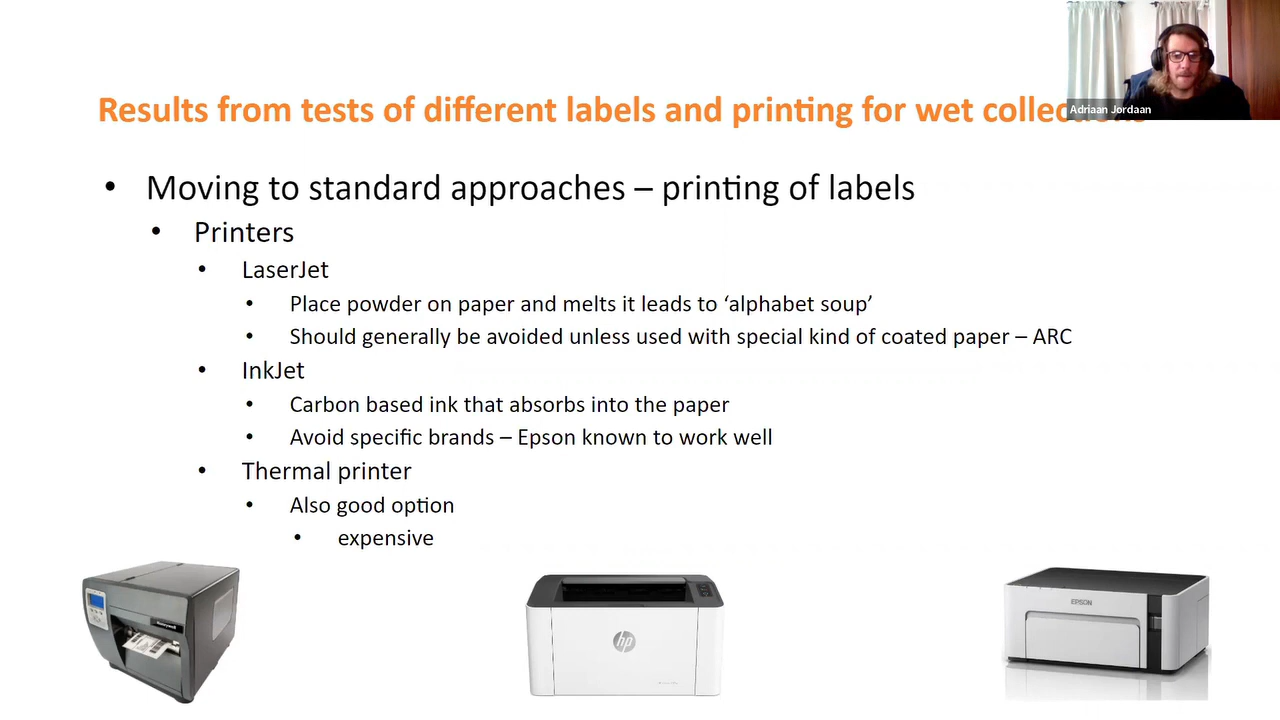 Adriaan Jordaan
Results from tests of different labels and printing for wet
• Moving to standard approaches – printing of labels
• Printers
• LaserJet
• Place powder on paper and melts it leads to ‘alphabet soup’
• Should generally be avoided unless used with special kind of coated paper – ARC
• InkJet
• Carbon based ink that absorbs into the paper
• Avoid specific brands – Epson known to work well
• Thermal printer
• Also good option
• expensive
Honeywell
hp
EPSON